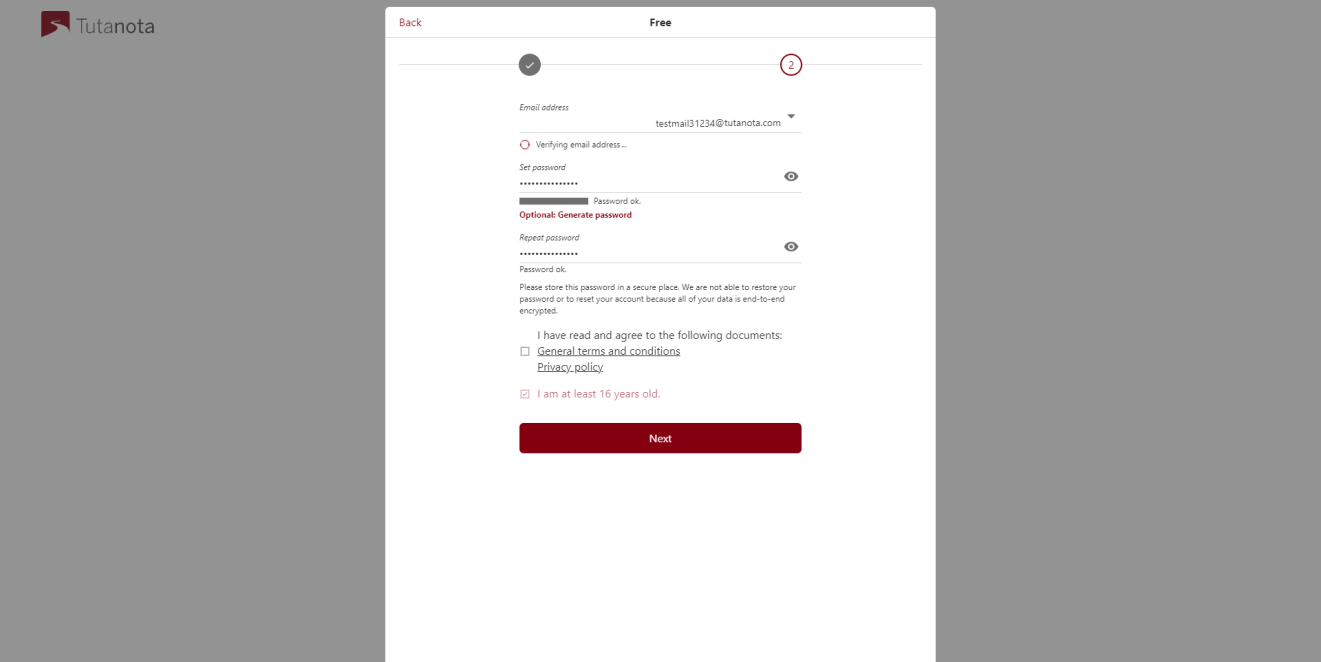 Tutanota
Back
Free
2
Email address
testmail31234@tutanota.com
Verifying email address...
Set password
•••••••••••••••
Password ok.
Optional: Generate password
Repeat password
•••••••••••••••
Password ok.
Please store this password in a secure place. We are not able to restore your
password or to reset your account because all of your data is end-to-end
encrypted.
I have read and agree to the following documents:
General terms and conditions
Privacy policy
I am at least 16 years old.
Next